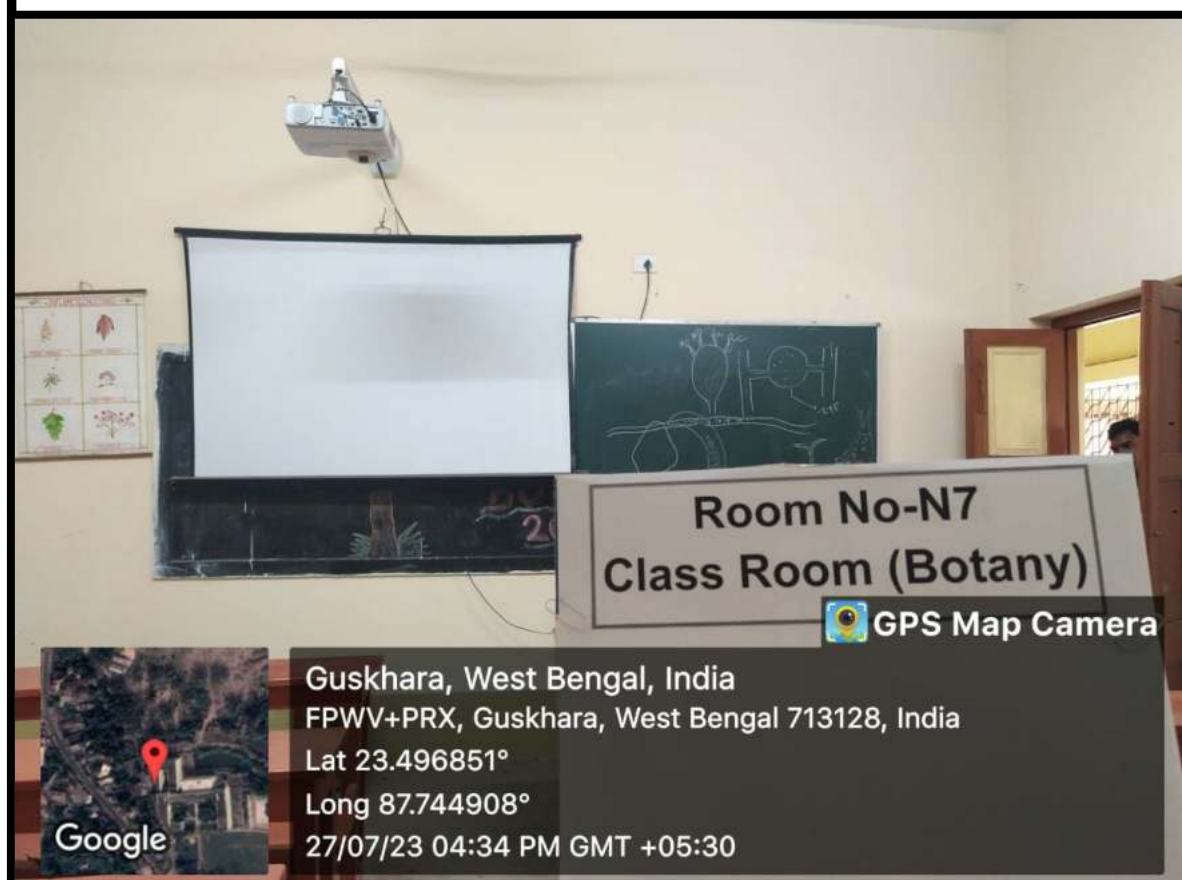 Room No-N7
Class Room (Botany)
GPS Map Camera
Guskhara, West Bengal, India
FPWV+PRX, Guskhara, West Bengal 713128, India
Lat 23.496851°
Long 87.744908°
27/07/23 04:34 PM GMT +05:30
Google